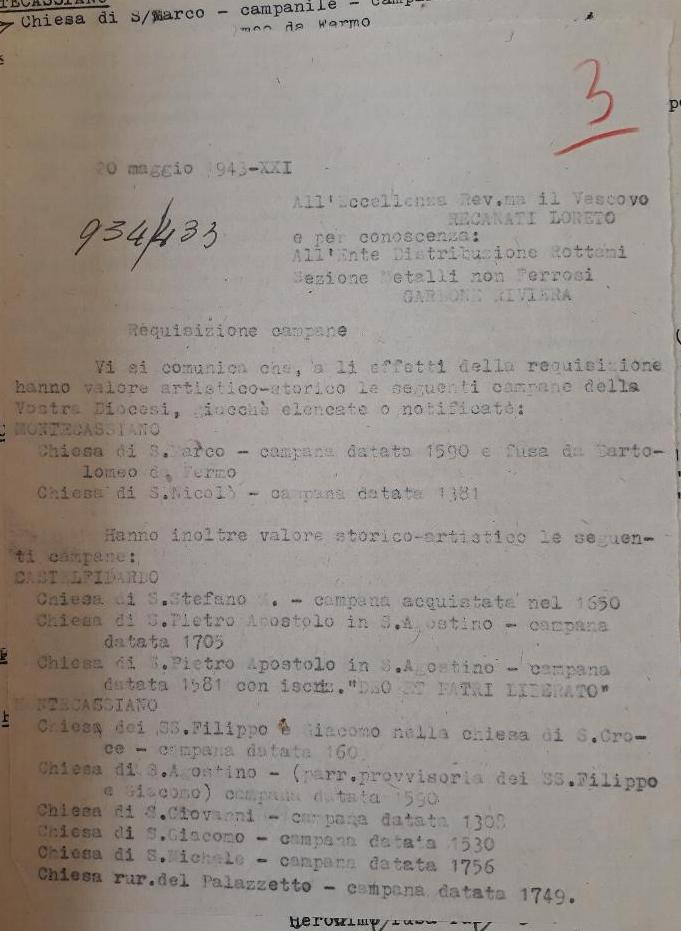 TECASSIANO
Chiesa di S/Marco - campanile -
meo da Fermo
3
20 maggio 1943-XXI
All'Eccellenza Rev.ma il Vescovo
RECANATI LORETO
934/433
e per conoscenza:
All'Ente Distribuzione Rottami
Sezione Metalli non Ferrosi
GARDONE RIVIERA
Requisizione campane
Vi si comunica che, a li effetti della requisizione
hanno valore artistico-storico le seguenti campane della
Vostra Diocesi, giacchè elencate o notificate:
MONTECASSIANO
Chiesa di S.Marco - campana datata 1590 e fusa da Barto-
lomeo da Fermo
Chiesa di S.Nicolò - campana datata 1381
Hanno inoltre valore storico-artistico le seguen-
ti campane:
CASTELFIDARDO
Chiesa di S.Stefano M. - campana acquistata nel 1650
Chiesa di S.Pietro Apostolo in S.Agostino - campana
datata 1705
Chiesa di S.Pietro Apostolo in S.Agostino - campana
datata 1581 con iscriz."DEO ET PATRI LIBERATO"
MONTECASSIANO
Chiesa dei SS.Filippo e Giacomo nella chiesa di S.Cro-
ce - campana datata 160
Chiesa di S.Agostino - (parr.provvisoria dei SS.Filippo
e Giacomo) campana datata 1590
Chiesa di S.Giovanni - campana datata 1308
Chiesa di S.Giacomo - campana datata 1530
Chiesa di S.Michele - campana datata 1756
Chiesa rur.del Palazzetto - campana datata 1749.